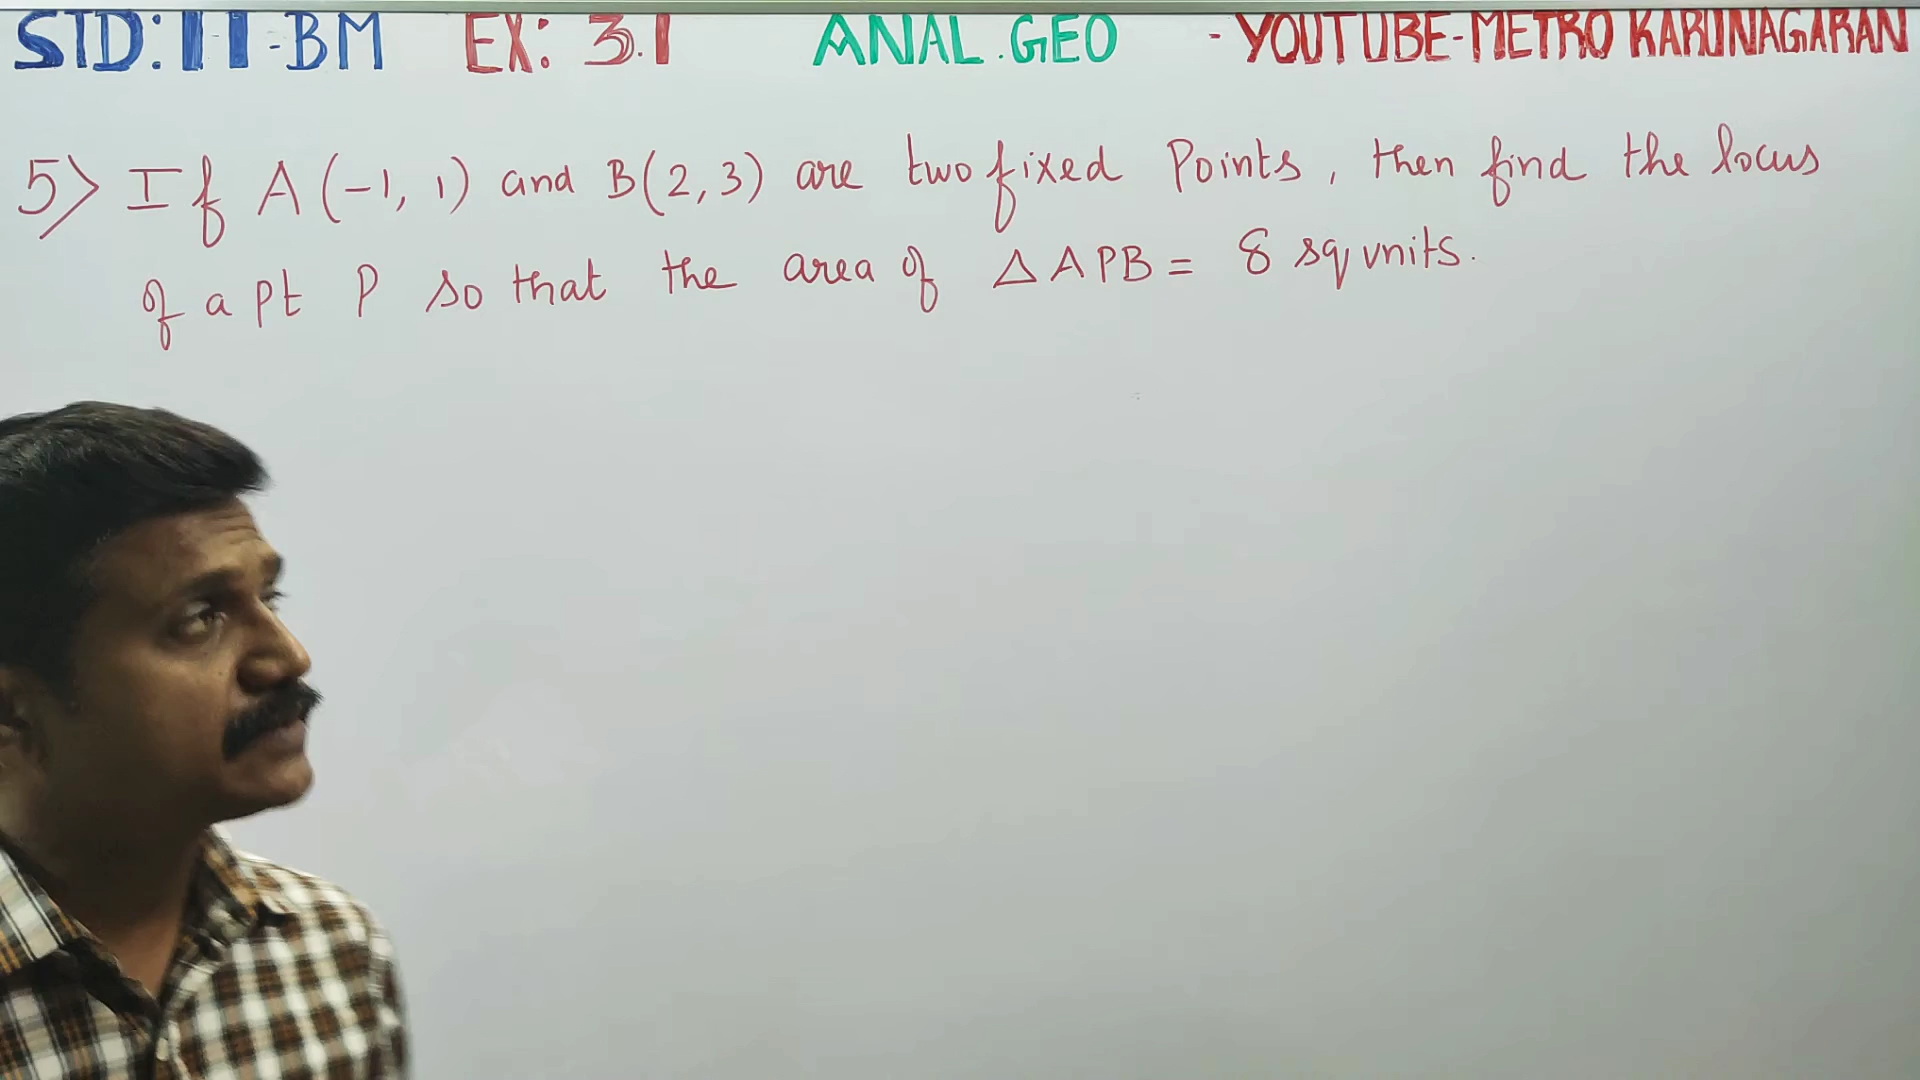 STD: 11-BM EX: 3.1 ANAL. GEO - YOUTUBE-METRO KARUNAGARAN
5> If A(-1, 1) and B(2, 3) are two fixed Points, then find the locus
of a pt P so that the area of △APB = 8 sq units.